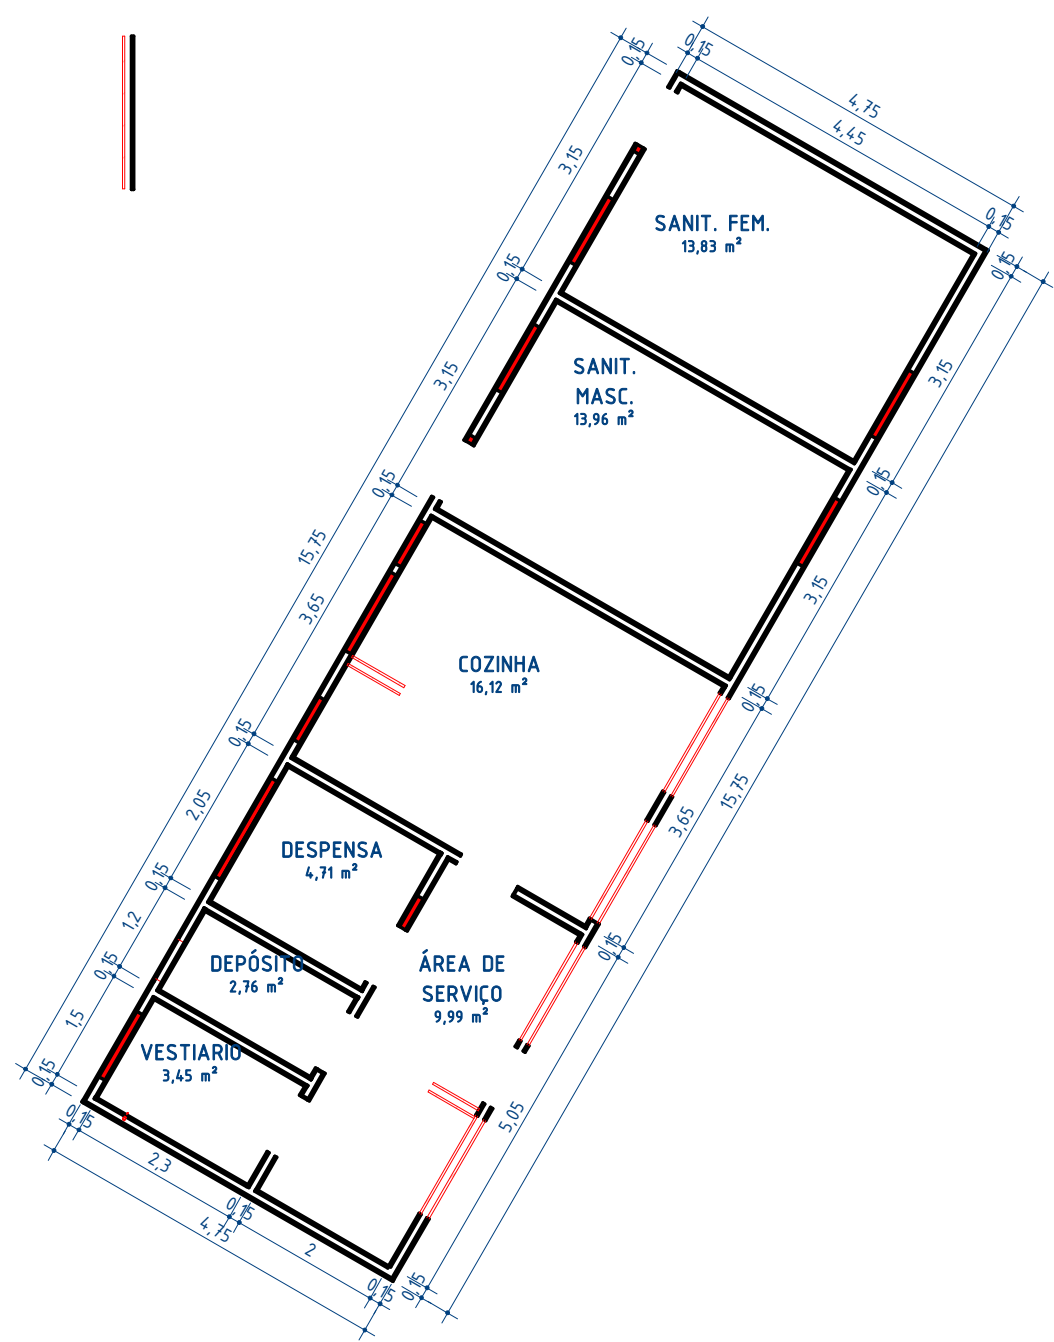 0,15
0,15
4,75
4,45
3,15
SANIT. FEM.
13,83 m²
0,15
0,15
0,15
SANIT.
MASC.
13,96 m²
3,15
3,15
0,15
0,15
15,75
3,65
3,15
COZINHA
16,12 m²
0,15
0,15
15,75
2,05
3,65
DESPENSA
4,71 m²
0,15
1,2
0,15
0,15
DEPÓSITO
2,76 m²
ÁREA DE
SERVIÇO
9,99 m²
1,5
VESTIARIO
3,45 m²
0,15
0,15
5,05
2,3
0,15
4,75
2
0,15
0,15